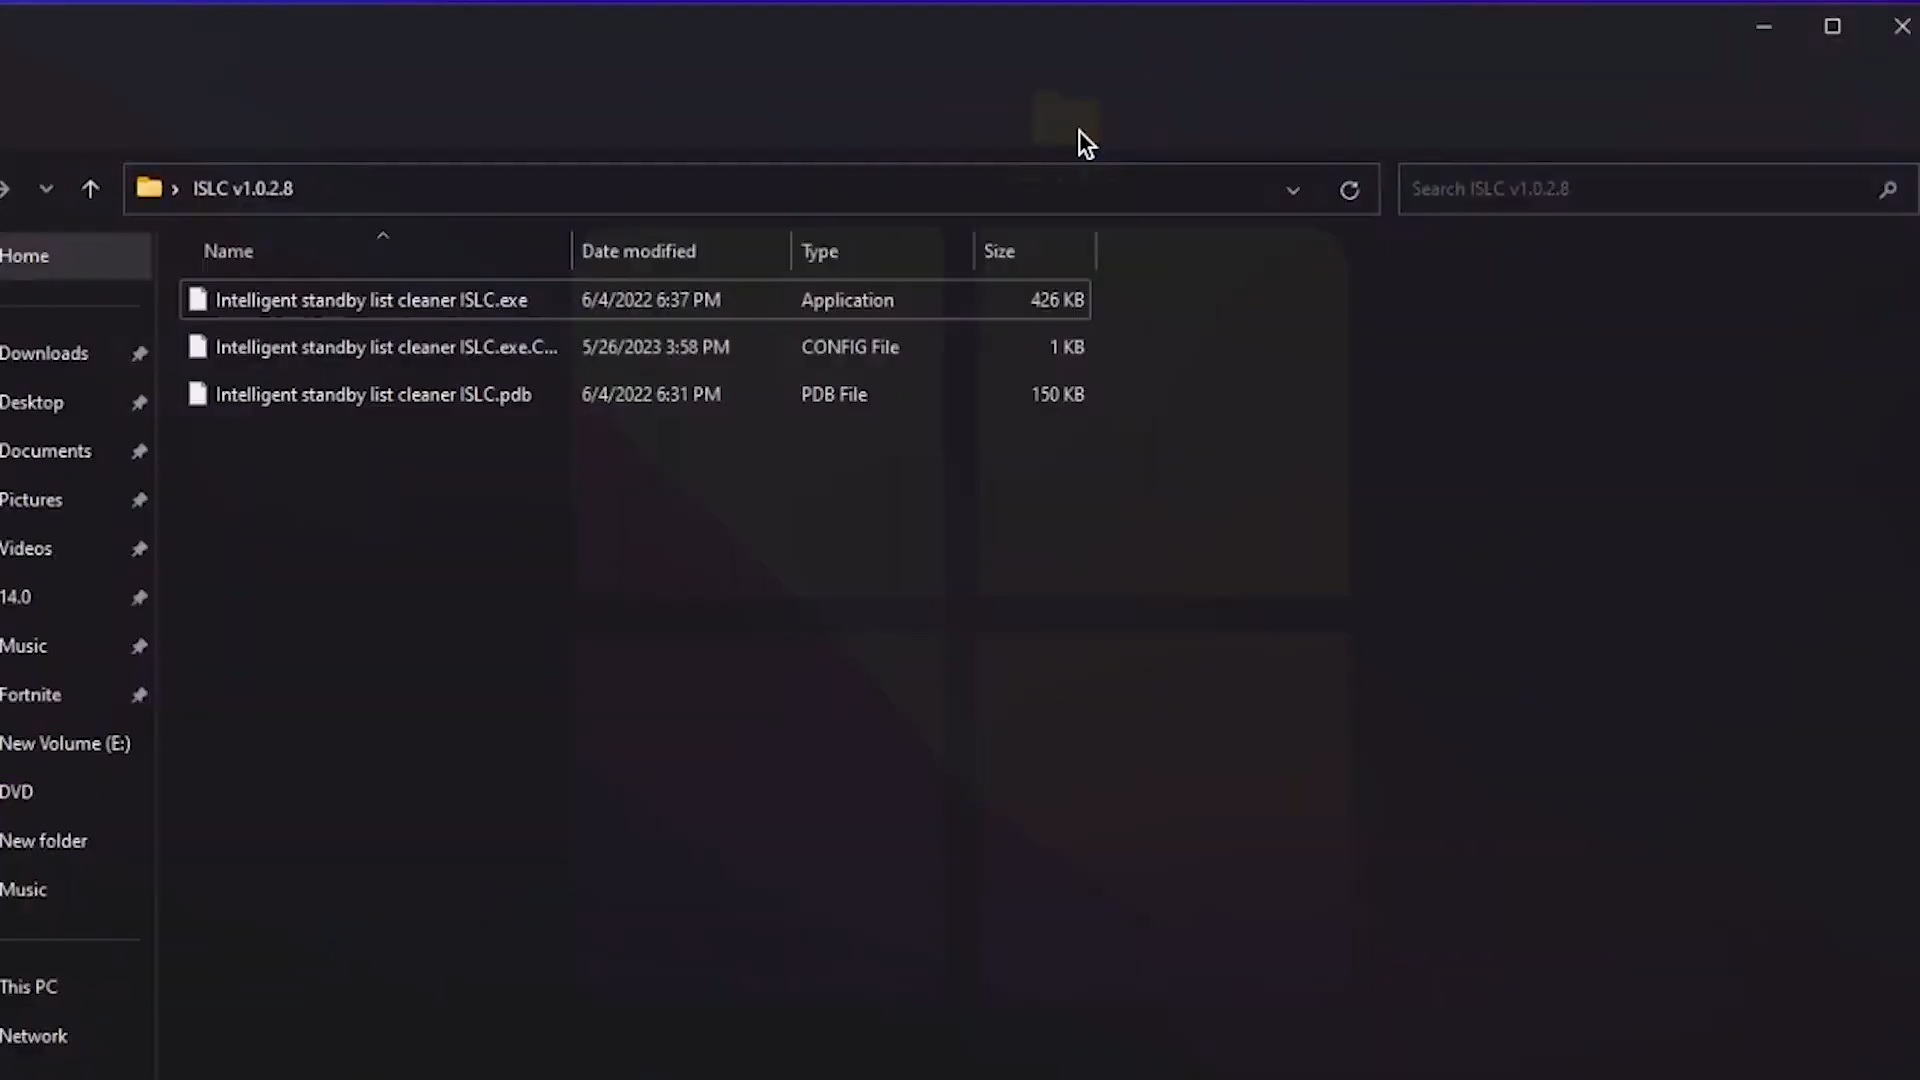 ISLC v1.0.2.8
Search ISLC v1.0.2.8
Name Date modified Type Size
Intelligent standby list cleaner ISLC.exe 6/4/2022 6:37 PM Application 426 KB
Intelligent standby list cleaner ISLC.exe.C... 5/26/2023 3:58 PM CONFIG File 1 KB
Intelligent standby list cleaner ISLC.pdb 6/4/2022 6:31 PM PDB File 150 KB
Home
Downloads
Desktop
Documents
Pictures
Videos
14.0
Music
Fortnite
New Volume (E:)
DVD
New folder
Music
This PC
Network